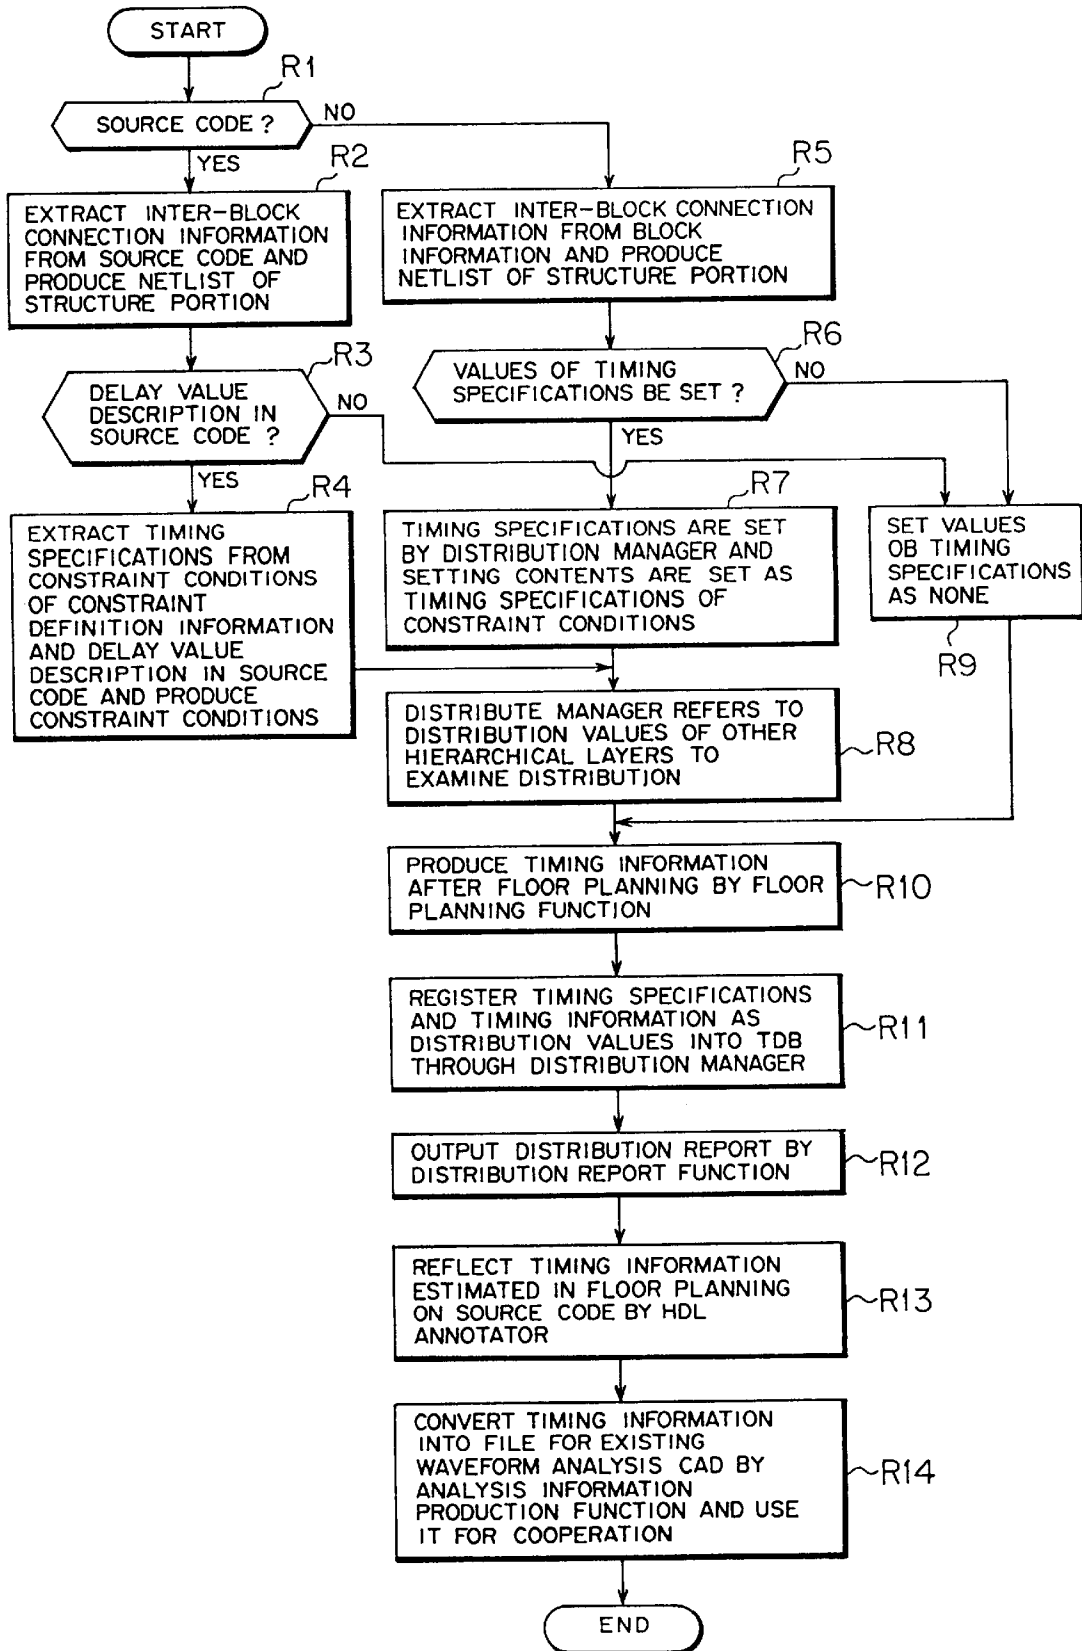 START
R1
SOURCE CODE ?
NO
YES
R2
EXTRACT INTER-BLOCK
CONNECTION INFORMATION
FROM SOURCE CODE AND
PRODUCE NETLIST OF
STRUCTURE PORTION
R5
EXTRACT INTER-BLOCK CONNECTION
INFORMATION FROM BLOCK
INFORMATION AND PRODUCE
NETLIST OF STRUCTURE PORTION
R3
DELAY VALUE
DESCRIPTION IN
SOURCE CODE ?
NO
YES
R6
VALUES OF TIMING
SPECIFICATIONS BE SET ?
NO
YES
R4
EXTRACT TIMING
SPECIFICATIONS FROM
CONSTRAINT CONDITIONS
OF CONSTRAINT
DEFINITION INFORMATION
AND DELAY VALUE
DESCRIPTION IN SOURCE
CODE AND PRODUCE
CONSTRAINT CONDITIONS
R7
TIMING SPECIFICATIONS ARE SET
BY DISTRIBUTION MANAGER AND
SETTING CONTENTS ARE SET AS
TIMING SPECIFICATIONS OF
CONSTRAINT CONDITIONS
SET VALUES
OB TIMING
SPECIFICATIONS
AS NONE
R9
DISTRIBUTE MANAGER REFERS TO
DISTRIBUTION VALUES OF OTHER
HIERARCHICAL LAYERS TO
EXAMINE DISTRIBUTION
R8
PRODUCE TIMING INFORMATION
AFTER FLOOR PLANNING BY FLOOR
PLANNING FUNCTION
R10
REGISTER TIMING SPECIFICATIONS
AND TIMING INFORMATION AS
DISTRIBUTION VALUES INTO TDB
THROUGH DISTRIBUTION MANAGER
R11
OUTPUT DISTRIBUTION REPORT BY
DISTRIBUTION REPORT FUNCTION
R12
REFLECT TIMING INFORMATION
ESTIMATED IN FLOOR PLANNING
ON SOURCE CODE BY HDL
ANNOTATOR
R13
CONVERT TIMING INFORMATION
INTO FILE FOR EXISTING
WAVEFORM ANALYSIS CAD BY
ANALYSIS INFORMATION
PRODUCTION FUNCTION AND USE
IT FOR COOPERATION
R14
END